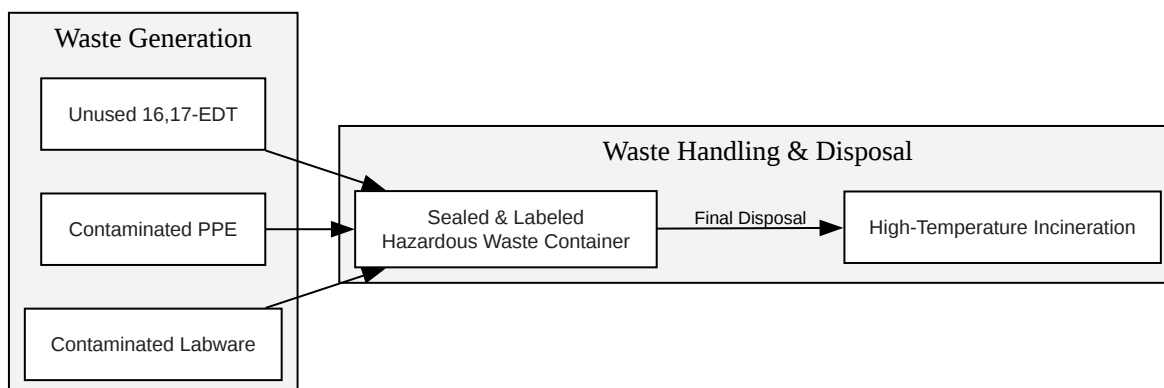 Waste Generation
Unused 16,17-EDT
Contaminated PPE
Contaminated Labware
Waste Handling & Disposal
Sealed & Labeled
Hazardous Waste Container
Final Disposal
High-Temperature Incineration